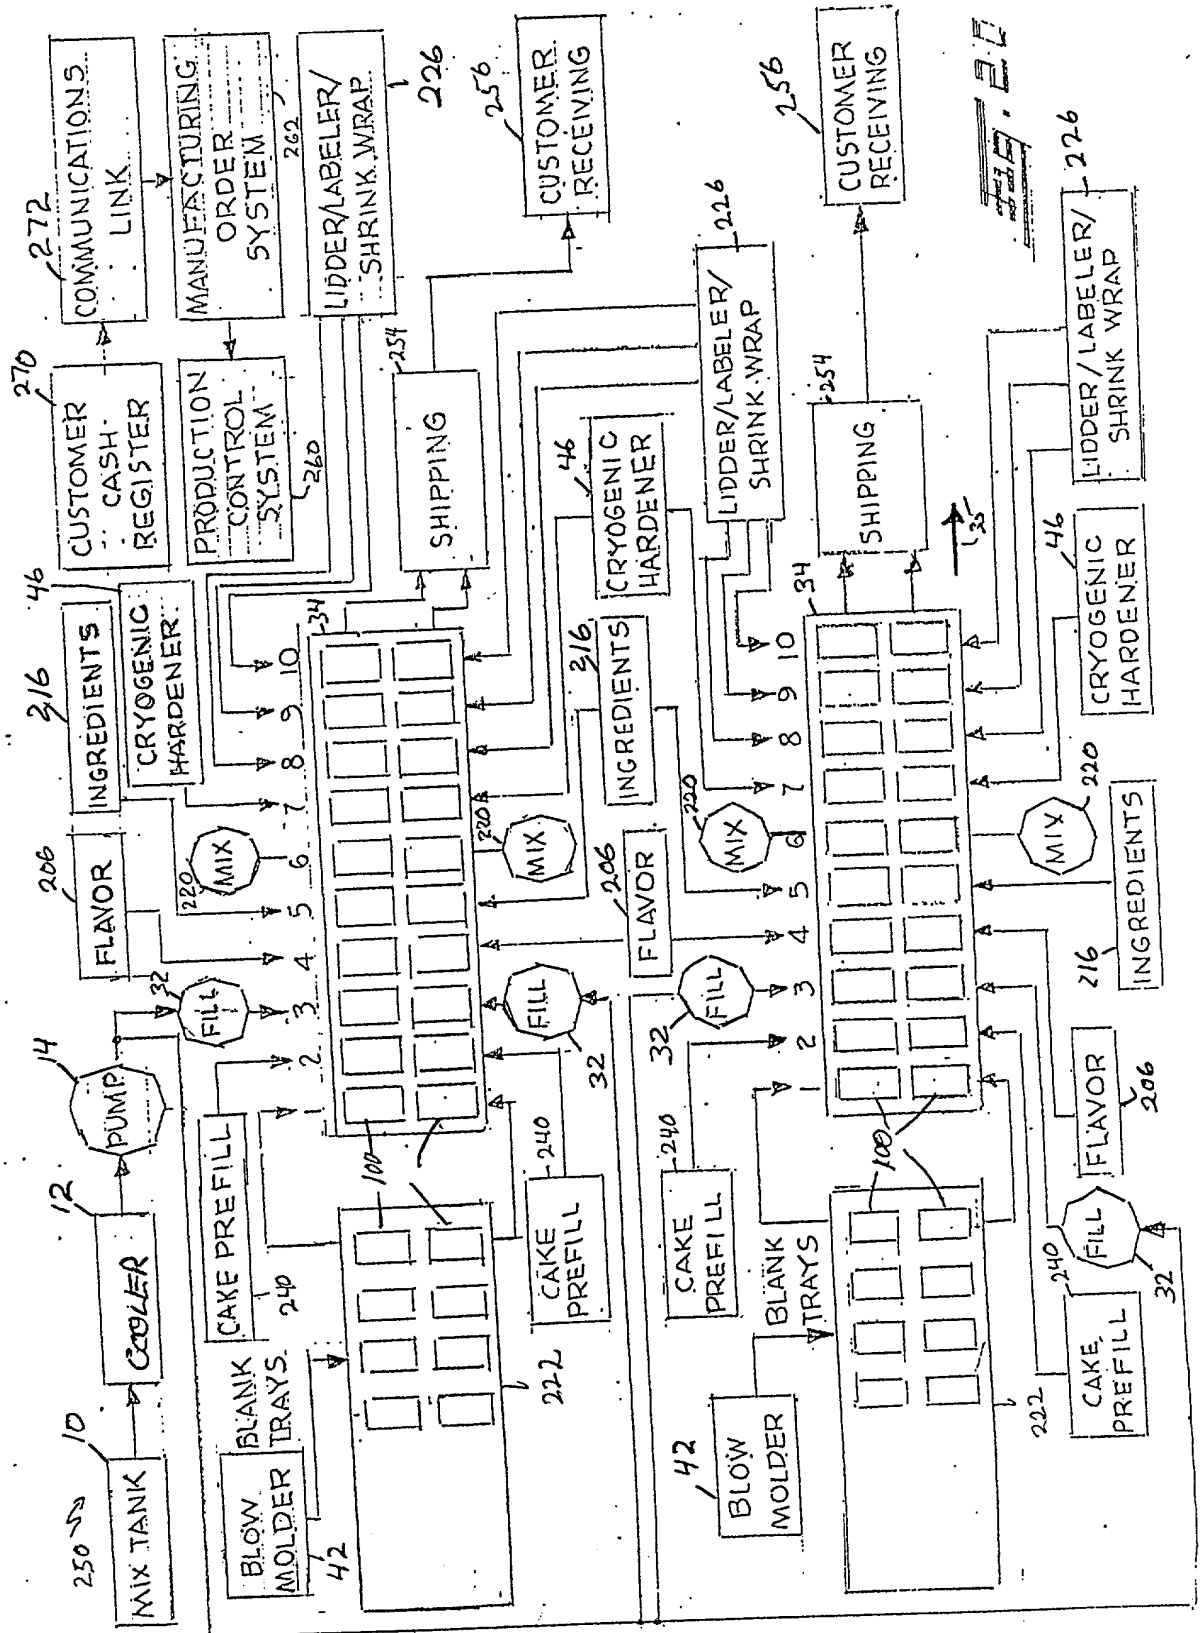 250
10
MIX TANK
12
COOLER
14
PUMP
32
FILL
206
FLAVOR
316
INGREDIENTS
46
CRYOGENIC
HARDENER
270
CUSTOMER
CASH
REGISTER
272
COMMUNICATIONS
LINK
MANUFACTURING
ORDER
SYSTEM
262
PRODUCTION
CONTROL
SYSTEM
260
LIDDER/LABELER/
SHRINK WRAP
226
BLOW
MOLDER
42
BLANK
TRAYS
CAKE PREFILL
240
220
MIX
1 2 3 4 5 6 7 8 9 10
34
100
222
254
SHIPPING
256
CUSTOMER
RECEIVING
CAKE
PREFILL
240
FILL
32
220
MIX
FLAVOR
206
INGREDIENTS
316
CRYOGENIC
HARDENER
46
LIDDER/LABELER/
SHRINK WRAP
226
42
BLOW
MOLDER
BLANK
TRAYS
CAKE
PREFILL
240
32
FILL
220
MIX
1 2 3 4 5 6 7 8 9 10
34
100
222
254
SHIPPING
35
256
CUSTOMER
RECEIVING
CAKE
PREFILL
240
FILL
32
FLAVOR
206
216
INGREDIENTS
MIX
220
CRYOGENIC
HARDENER
46
LIDDER/LABELER/
SHRINK WRAP
226